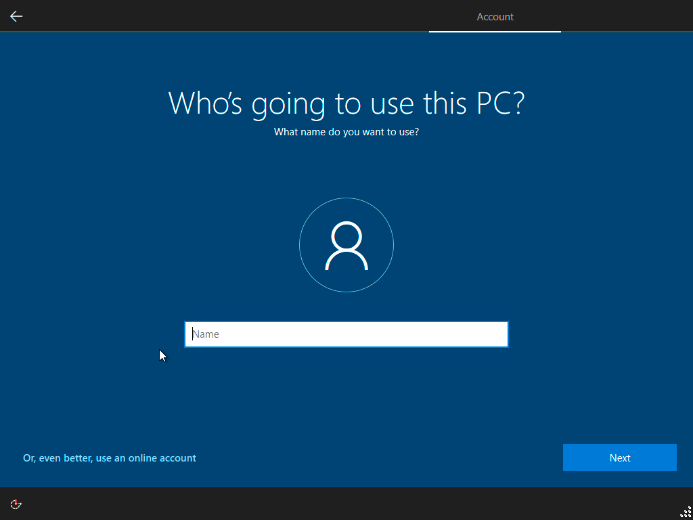 Account
Who's going to use this PC?
What name do you want to use?
Name
Or, even better, use an online account
Next